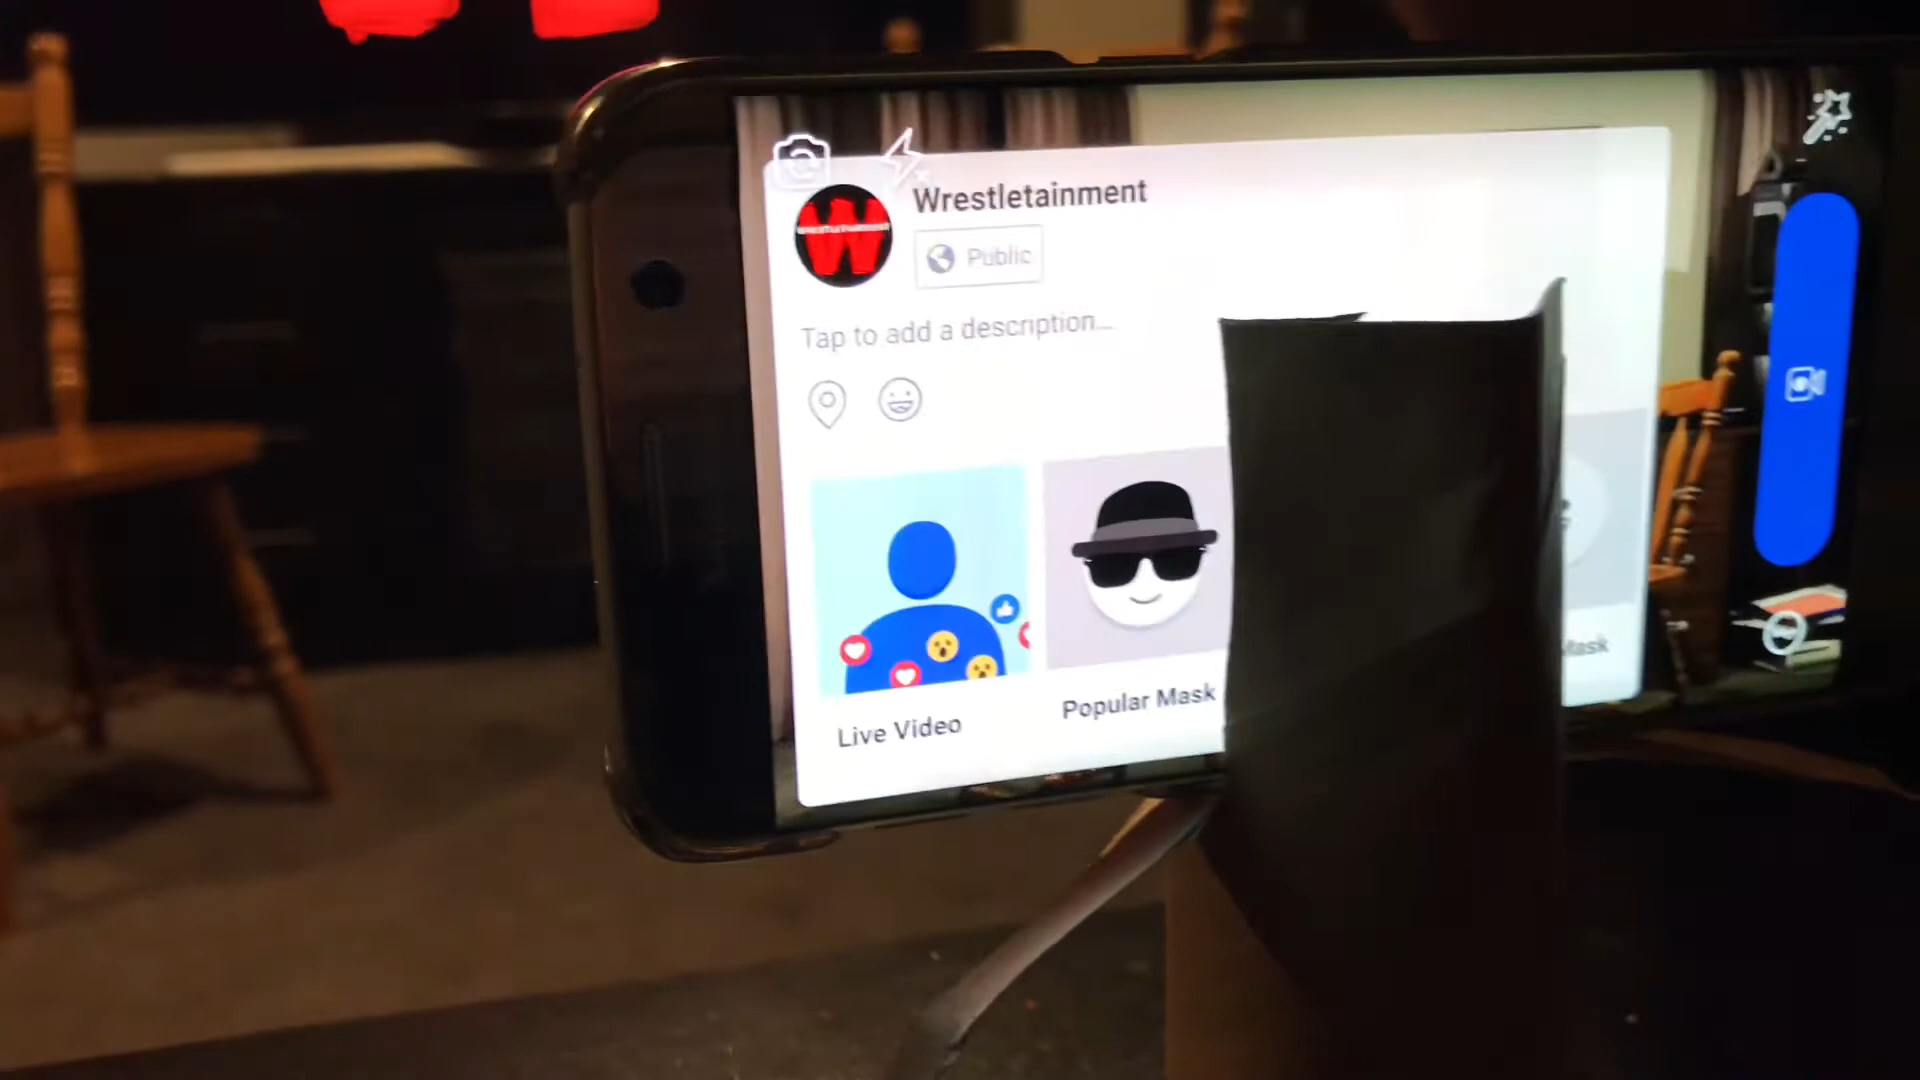 Wrestletainment
Public
Tap to add a description...
Live Video
Popular Mask
Mask